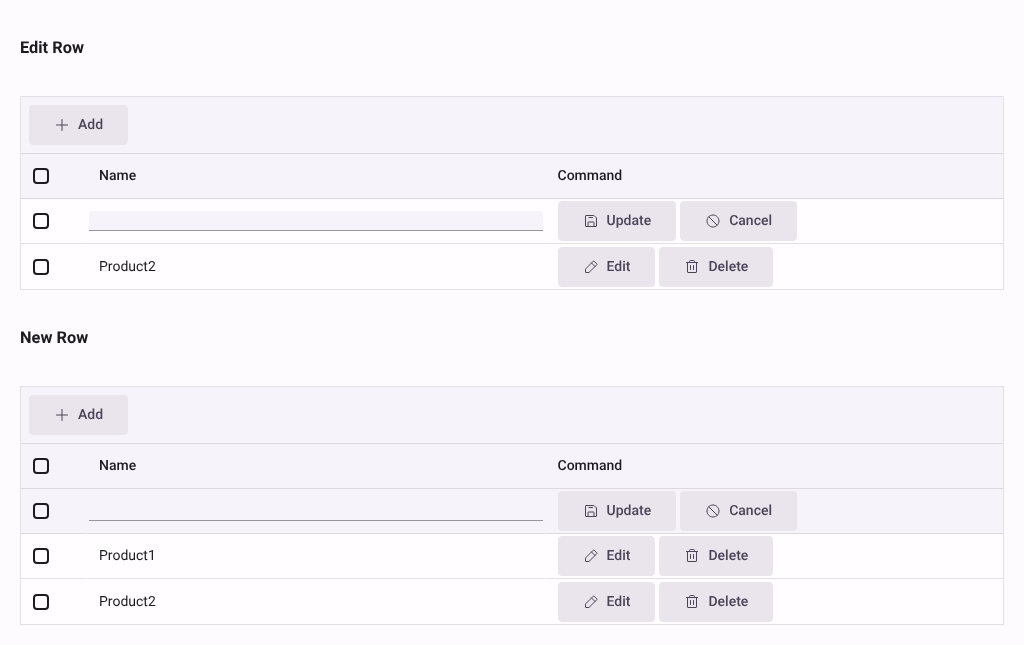 Edit Row
Add
Name Command
Update Cancel
Product2 Edit Delete
New Row
Add
Name Command
Update Cancel
Product1 Edit Delete
Product2 Edit Delete